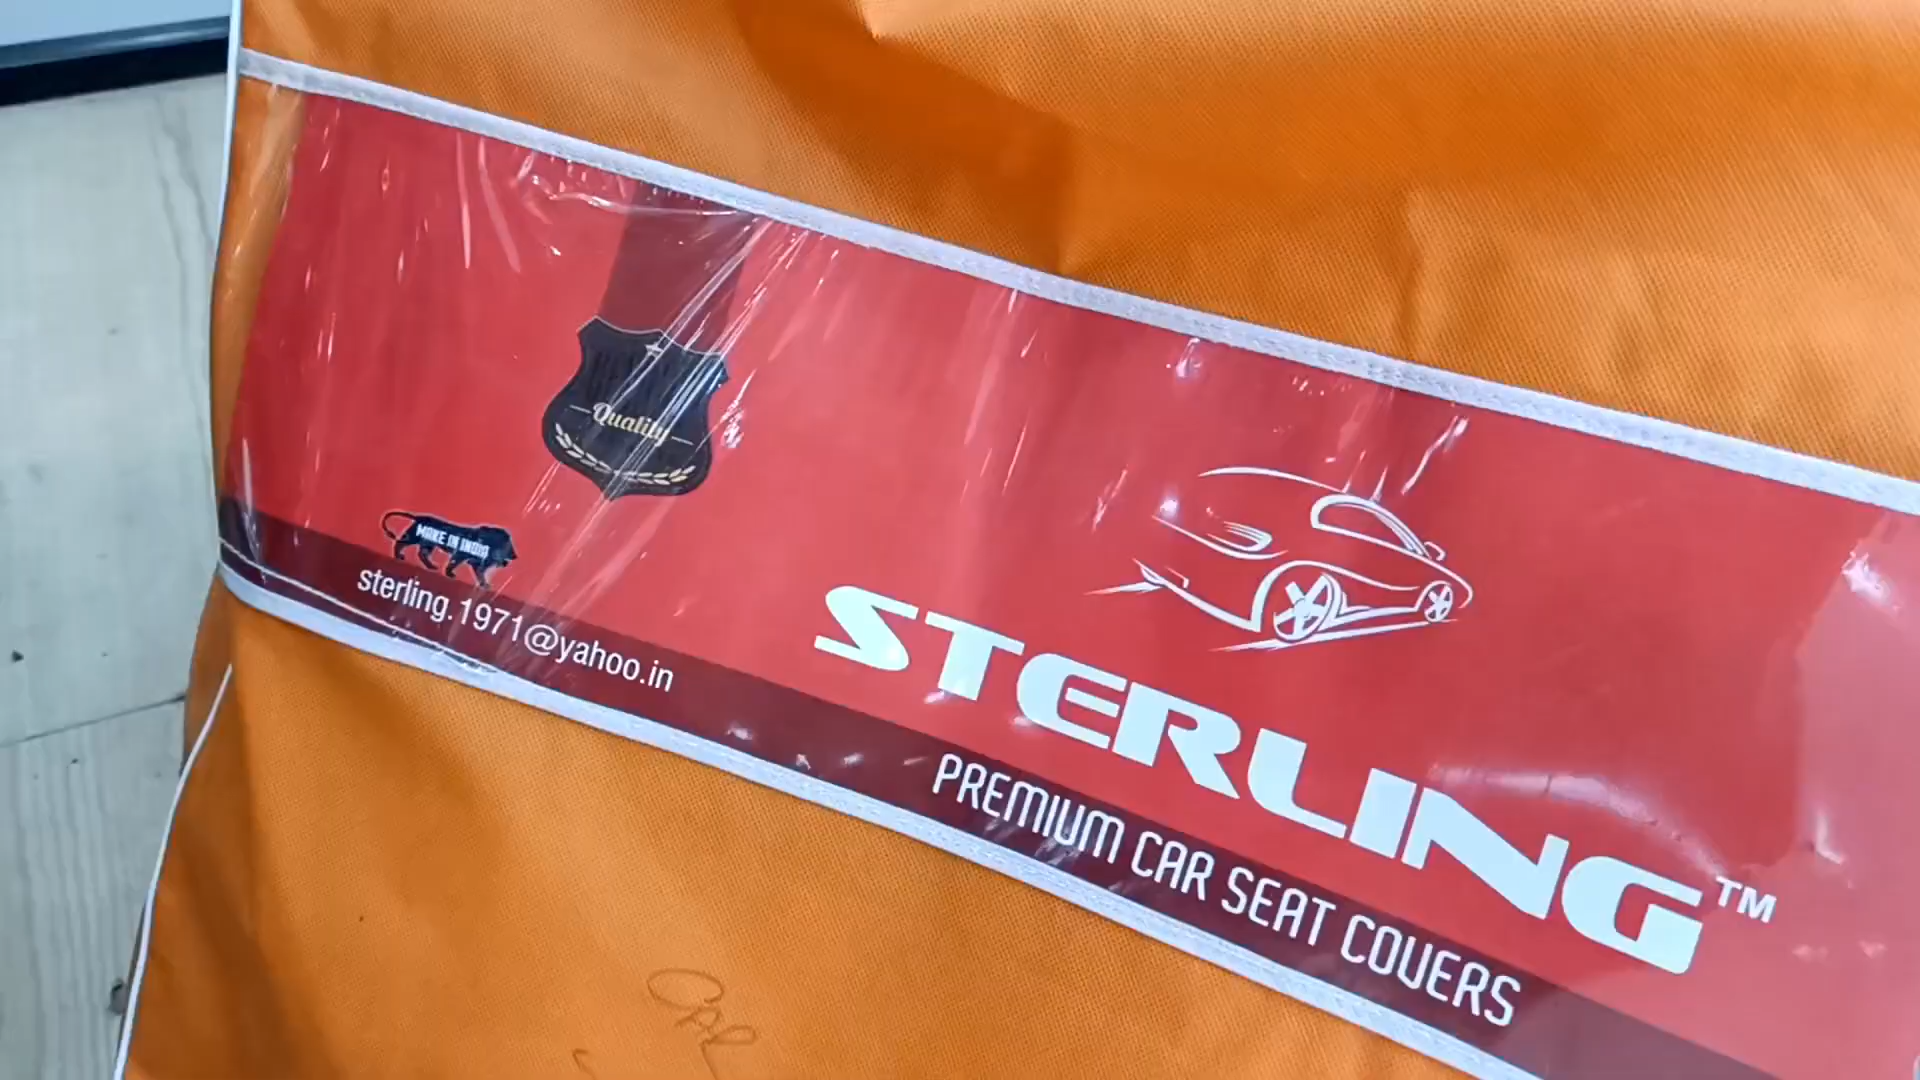 Quality
MAKE IN INDIA
sterling.1971@yahoo.in
STERLING™
PREMIUM CAR SEAT COVERS